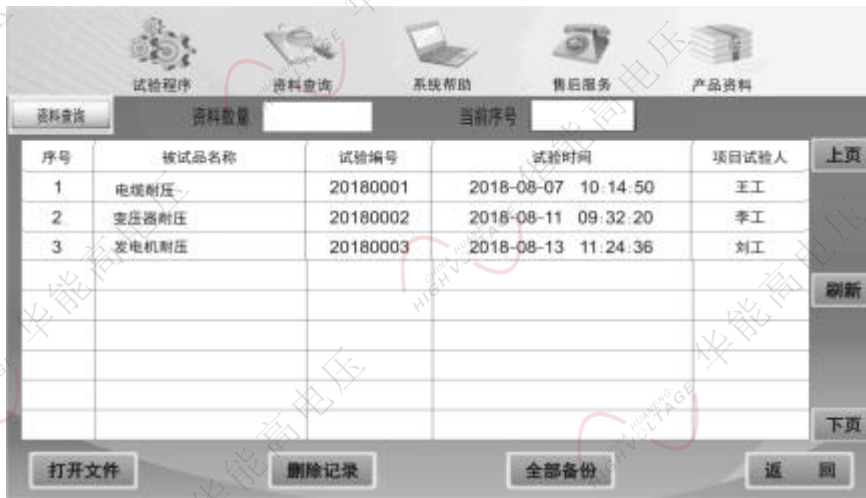 试验程序 资料查询 系统帮助 售后服务 产品资料
资料查询 资料数量 当前序号
序号 被试品名称 试验编号 试验时间 项目试验人 上页
1 电缆耐压 20180001 2018-08-07 10:14:50 王工
2 变压器耐压 20180002 2018-08-11 09:32:20 李工
3 发电机耐压 20180003 2018-08-13 11:24:36 刘工
刷新
下页
打开文件 删除记录 全部备份 返 回
华能高电压
CHINA HUANENG
HIGHVOLTAGE